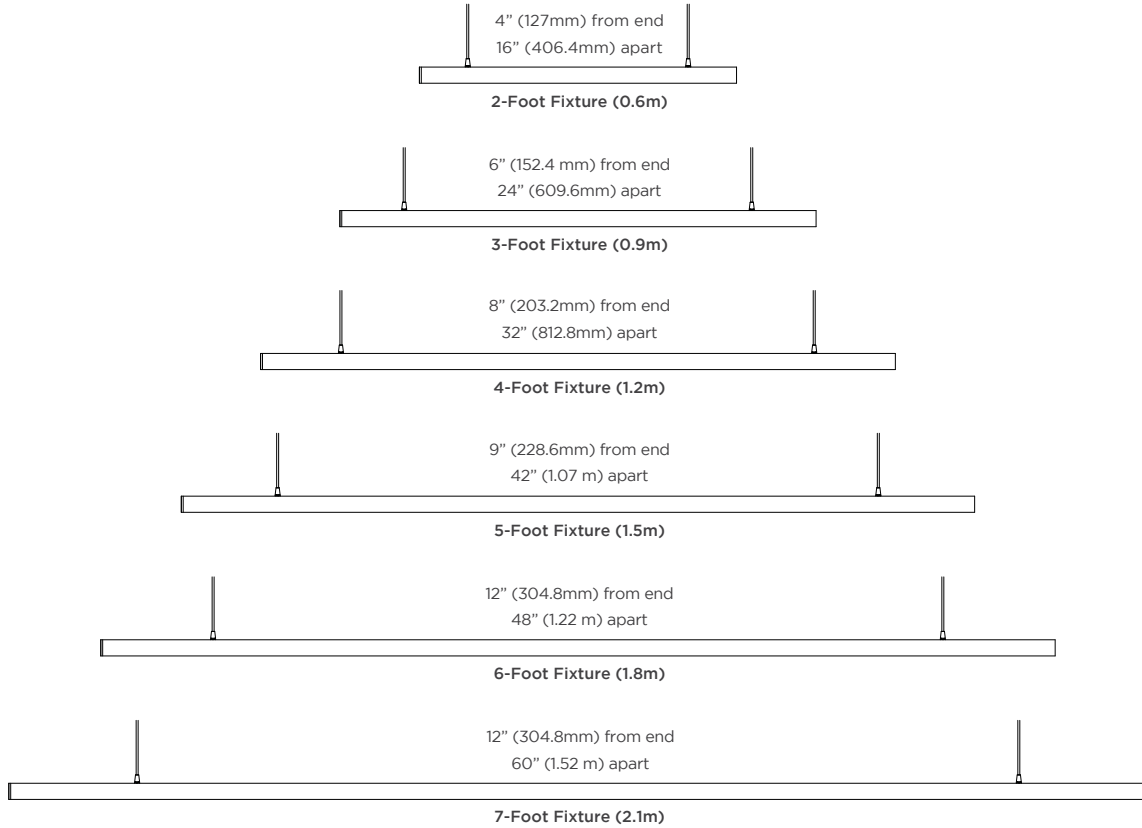 4” (127mm) from end
16” (406.4mm) apart
2-Foot Fixture (0.6m)
6” (152.4 mm) from end
24” (609.6mm) apart
3-Foot Fixture (0.9m)
8” (203.2mm) from end
32” (812.8mm) apart
4-Foot Fixture (1.2m)
9” (228.6mm) from end
42” (1.07 m) apart
5-Foot Fixture (1.5m)
12” (304.8mm) from end
48” (1.22 m) apart
6-Foot Fixture (1.8m)
12” (304.8mm) from end
60” (1.52 m) apart
7-Foot Fixture (2.1m)